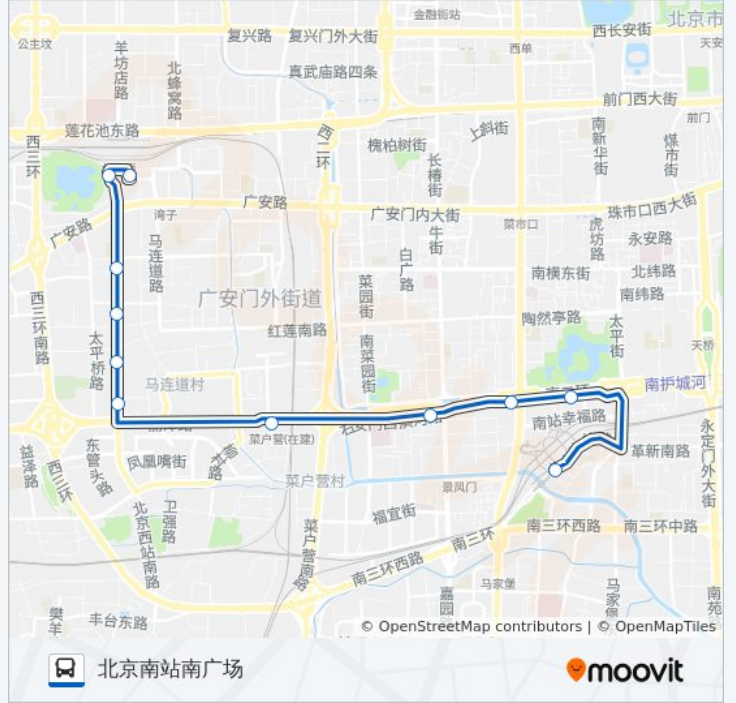 金融街站
北京市
公主坟
羊坊店路
复兴路
复兴门外大街
西单
西长安街
天安
北蜂窝路
真武庙路四条
前门西大街
前门
莲花池东路
西三环
西二环
槐柏树街
上斜街
南新华街
煤市街
长椿街
广安路
广安路
湾子
广安门内大街
珠市口西大街
菜市口
牛街
虎坊路
永安路
马连道路
白广路
南横东街
北纬路
南纬路
菜园街
西三环南路
广安门外街道
红莲南路
陶然亭路
太平街
天桥
太平桥路
南菜园街
马连道村
南护城河
南站幸福路
菜户营(在建)
永定门外大街
革新南路
益泽路
东管头路
凤凰嘴街
西三环
菜户营村
景风门
北京西站南路
卫强路
福宜街
南三环西路
南三环中路
菜户营南路
南三环
南三环西路
马家堡
嘉园
马家堡
南苑
樊羊
丰台东路
© OpenStreetMap contributors | © OpenMapTiles
北京南站南广场
moovit